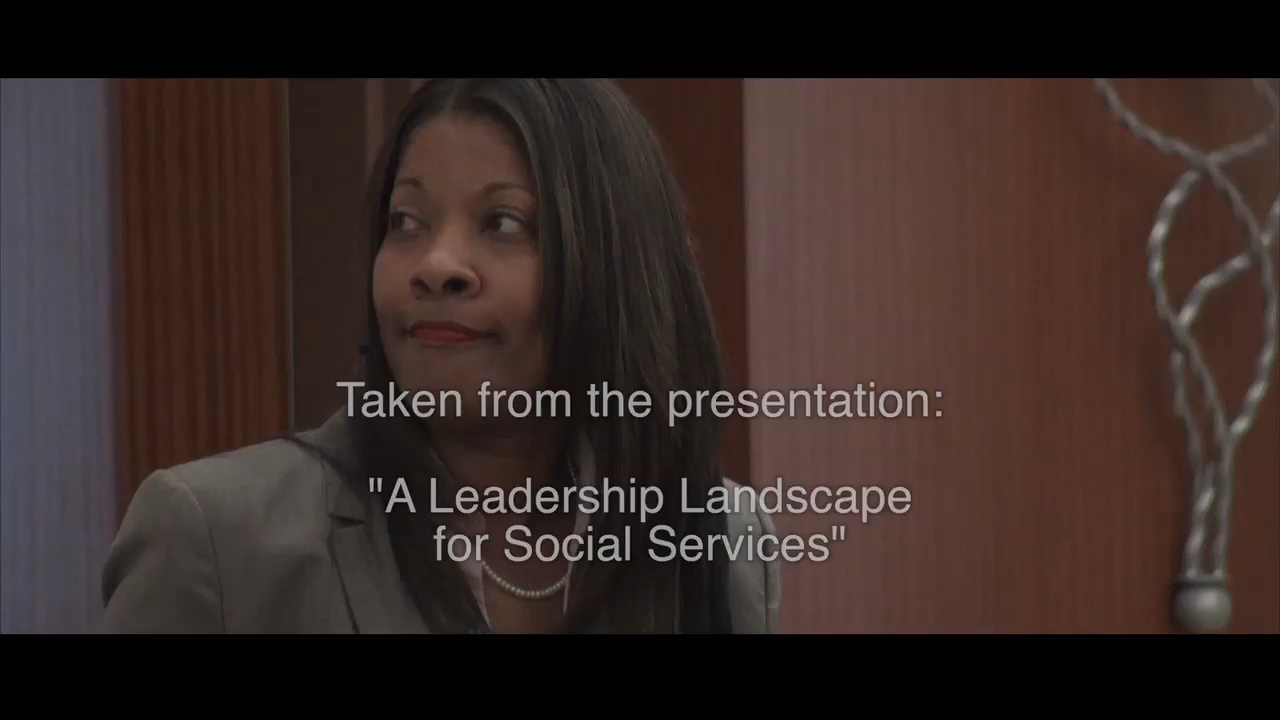 Taken from the presentation:
"A Leadership Landscape
for Social Services"